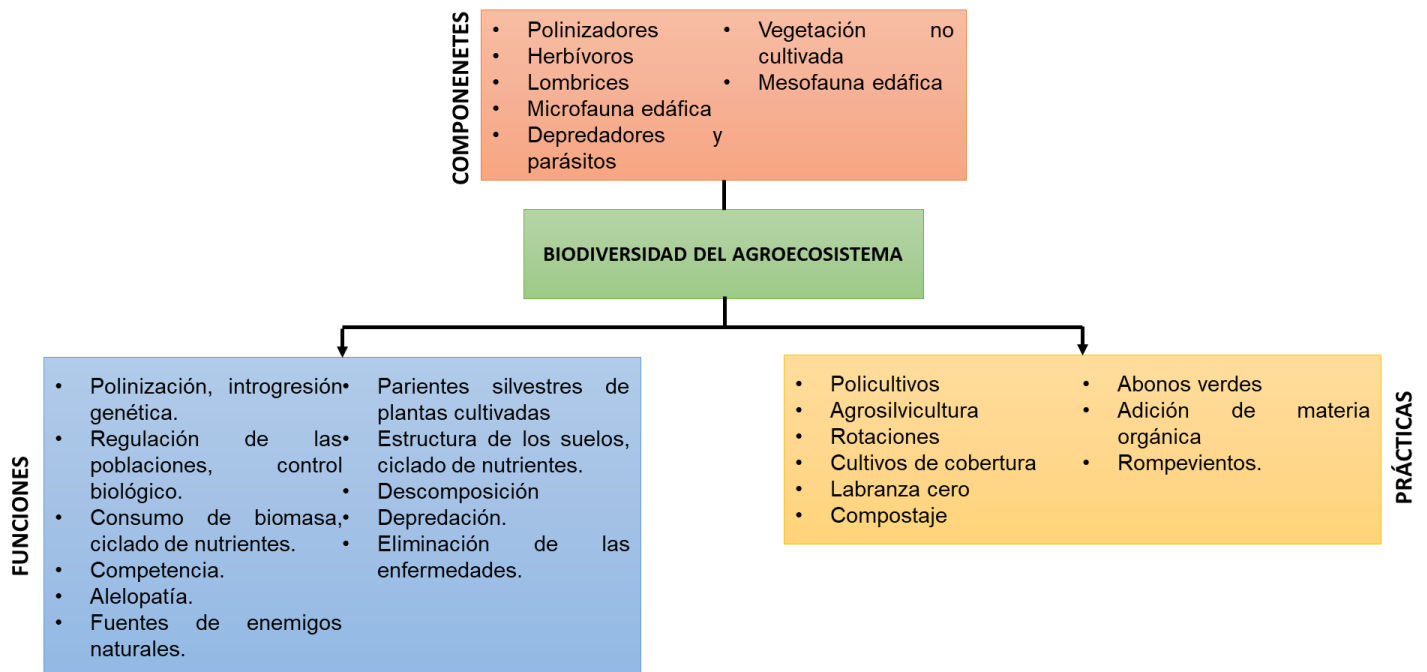 COMPONENETES
• Polinizadores
• Herbívoros
• Lombrices
• Microfauna edáfica
• Depredadores y
parásitos
• Vegetación no
cultivada
• Mesofauna edáfica
BIODIVERSIDAD DEL AGROECOSISTEMA
FUNCIONES
• Polinización, introgresión
genética.
• Regulación de las
poblaciones, control
biológico.
• Consumo de biomasa,
ciclado de nutrientes.
• Competencia.
• Alelopatía.
• Fuentes de enemigos
naturales.
• Parientes silvestres de
plantas cultivadas
• Estructura de los suelos,
ciclado de nutrientes.
• Descomposición
• Depredación.
• Eliminación de las
enfermedades.
• Policultivos
• Agrosilvicultura
• Rotaciones
• Cultivos de cobertura
• Labranza cero
• Compostaje
• Abonos verdes
• Adición de materia
orgánica
• Rompevientos.
PRÁCTICAS